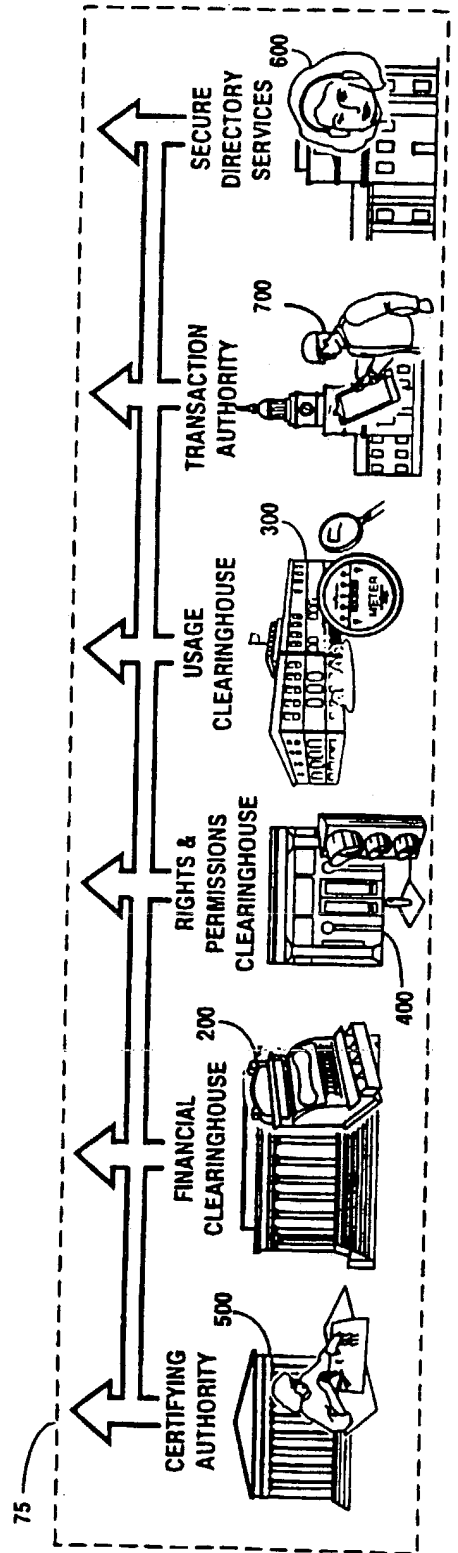 75
CERTIFYING
AUTHORITY
500
FINANCIAL
CLEARINGHOUSE
200
RIGHTS &
PERMISSIONS
CLEARINGHOUSE
400
USAGE
CLEARINGHOUSE
300
METER
TRANSACTION
AUTHORITY
700
SECURE
DIRECTORY
SERVICES
600